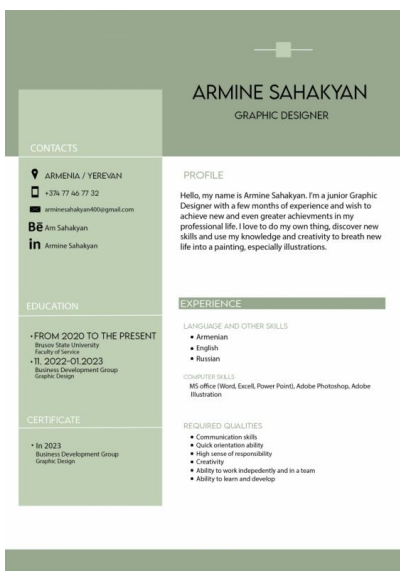 ARMINE SAHAKYAN
GRAPHIC DESIGNER
CONTACTS
ARMENIA / YEREVAN
+374 77 46 77 32
arminesahakyan400@gmail.com
Bē Am Sahakyan
in Armine Sahakyan
EDUCATION
• FROM 2020 TO THE PRESENT
Brusov State University
Faculty of Service
• 11. 2022-01.2023
Business Development Group
Graphic Design
CERTIFICATE
• In 2023
Business Development Group
Graphic Design
PROFILE
Hello, my name is Armine Sahakyan. I'm a junior Graphic
Designer with a few months of experience and wish to
achieve new and even greater achievments in my
professional life. I love to do my own thing, discover new
skills and use my knowledge and creativity to breath new
life into a painting, especially illustrations.
EXPERIENCE
LANGUAGE AND OTHER SKILLS
• Armenian
• English
• Russian
COMPUTER SKILLS
MS office (Word, Excell, Power Point), Adobe Photoshop, Adobe
Illustration
REQUIRED QUALITIES
• Communication skills
• Quick orientation ability
• High sense of responsibility
• Creativity
• Ability to work indepedently and in a team
• Ability to learn and develop